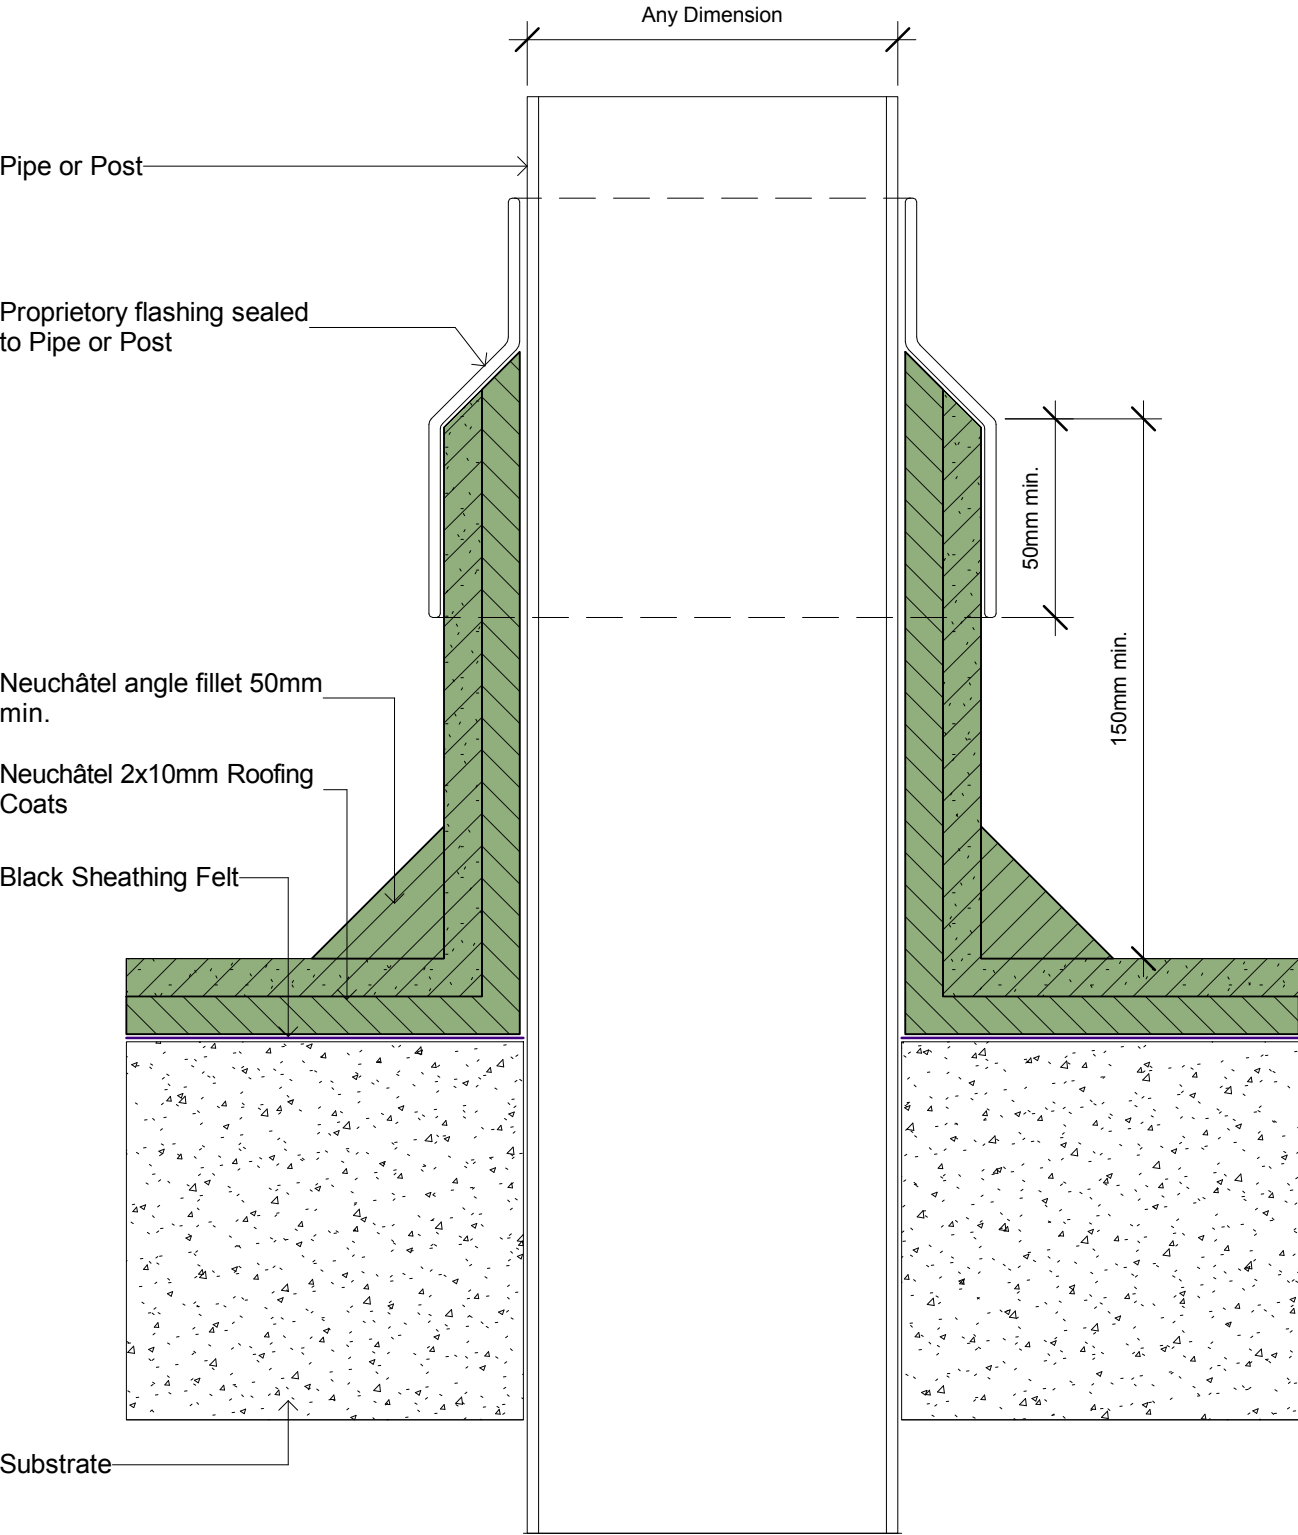 Any Dimension
Pipe or Post
Proprietory flashing sealed
to Pipe or Post
50mm min.
150mm min.
Neuchâtel angle fillet 50mm
min.
Neuchâtel 2x10mm Roofing
Coats
Black Sheathing Felt
Substrate